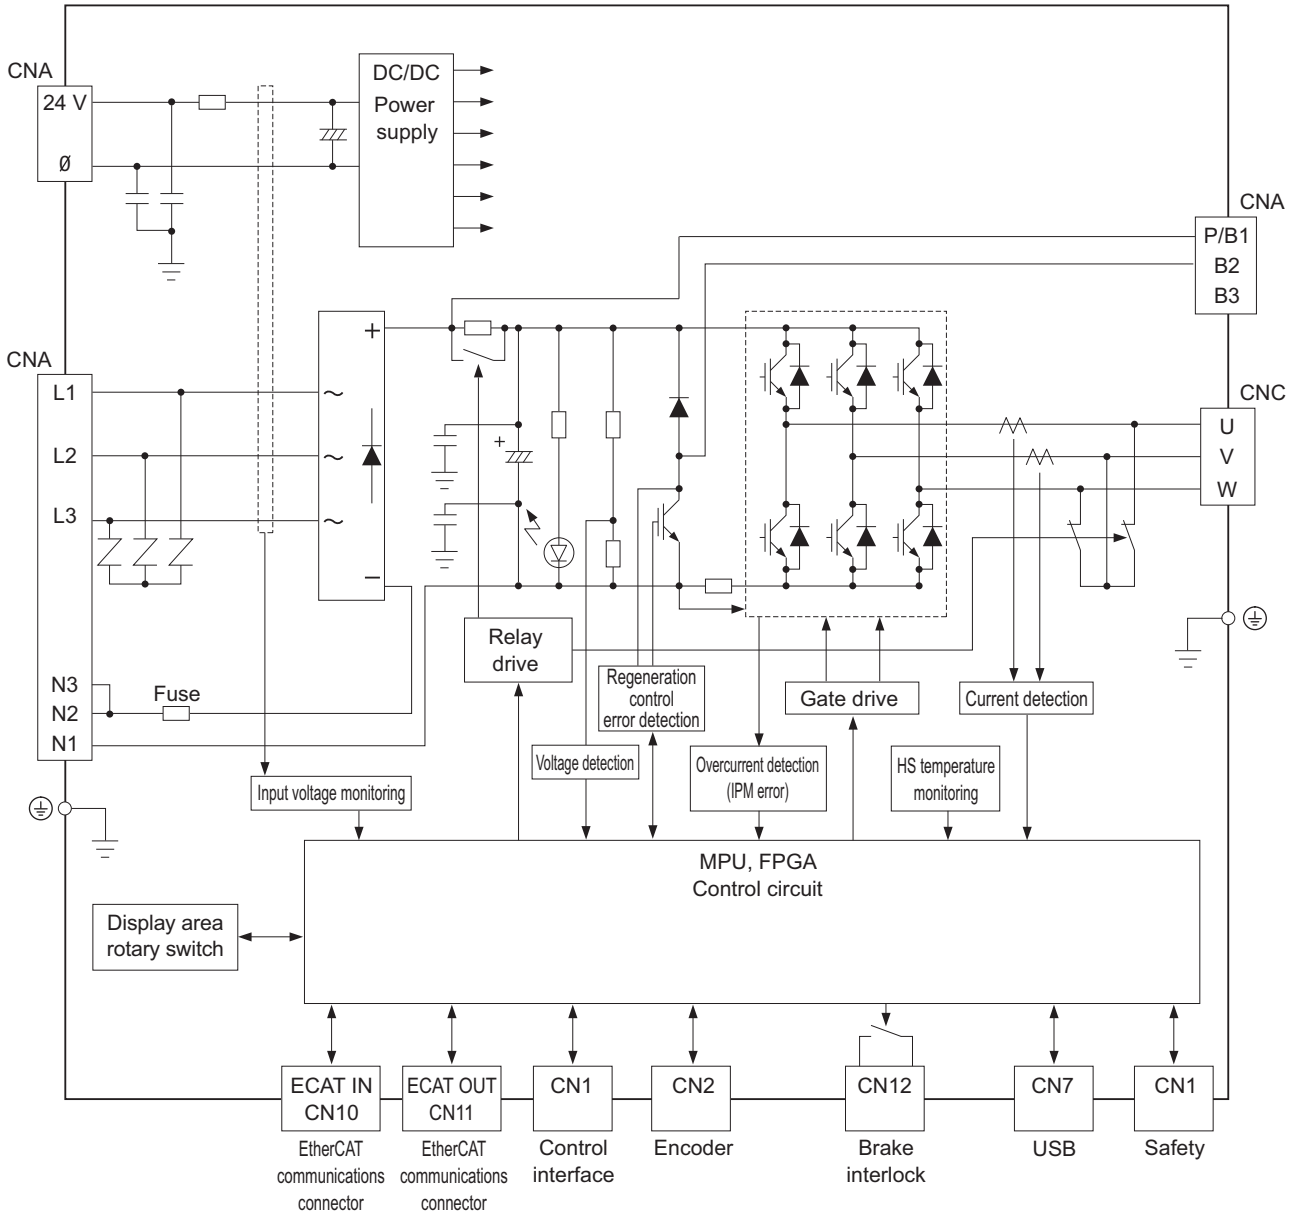 CNA
24 V
Ø
DC/DC
Power
supply
CNA
P/B1
B2
B3
CNA
L1
L2
L3
+
−
+
CNC
U
V
W
N3
N2
N1
Fuse
Relay
drive
Regeneration
control
error detection
Gate drive
Current detection
Voltage detection
Overcurrent detection
(IPM error)
HS temperature
monitoring
Input voltage monitoring
MPU, FPGA
Control circuit
Display area
rotary switch
ECAT IN
CN10
ECAT OUT
CN11
CN1
CN2
CN12
CN7
CN1
EtherCAT
communications
connector
EtherCAT
communications
connector
Control
interface
Encoder
Brake
interlock
USB
Safety